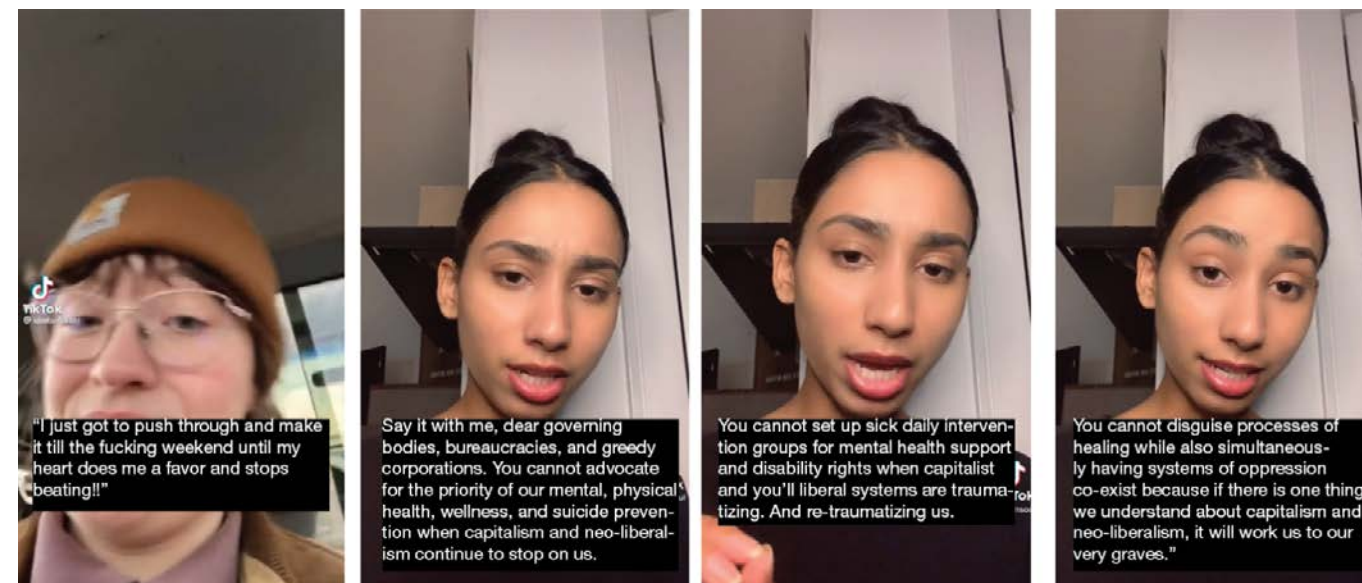 TikTok
"I just got to push through and make
it till the fucking weekend until my
heart does me a favor and stops
beating!!"
Say it with me, dear governing
bodies, bureaucracies, and greedy
corporations. You cannot advocate
for the priority of our mental, physical
health, wellness, and suicide preven-
tion when capitalism and neo-liberal-
ism continue to stop on us.
You cannot set up sick daily interven-
tion groups for mental health support
and disability rights when capitalist
and you'll liberal systems are trauma-
tizing. And re-traumatizing us.
You cannot disguise processes of
healing while also simultaneous-
ly having systems of oppression
co-exist because if there is one thing
we understand about capitalism and
neo-liberalism, it will work us to our
very graves."